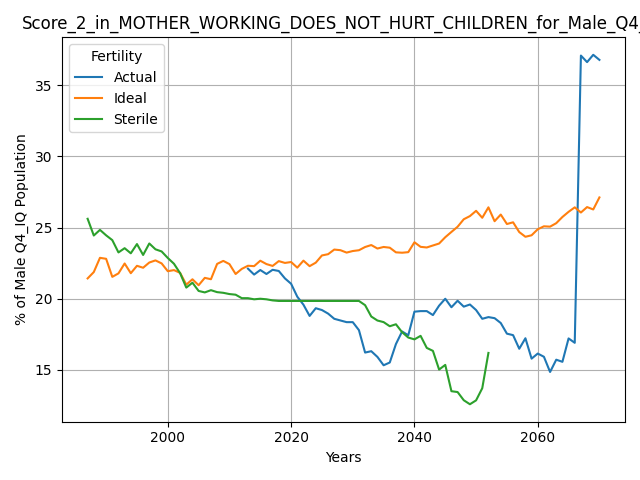 Score_2_in_MOTHER_WORKING_DOES_NOT_HURT_CHILDREN_for_Male_Q4_
Fertility
Actual
Ideal
Sterile
% of Male Q4_IQ Population
35
30
25
20
15
2000
2020
2040
2060
Years